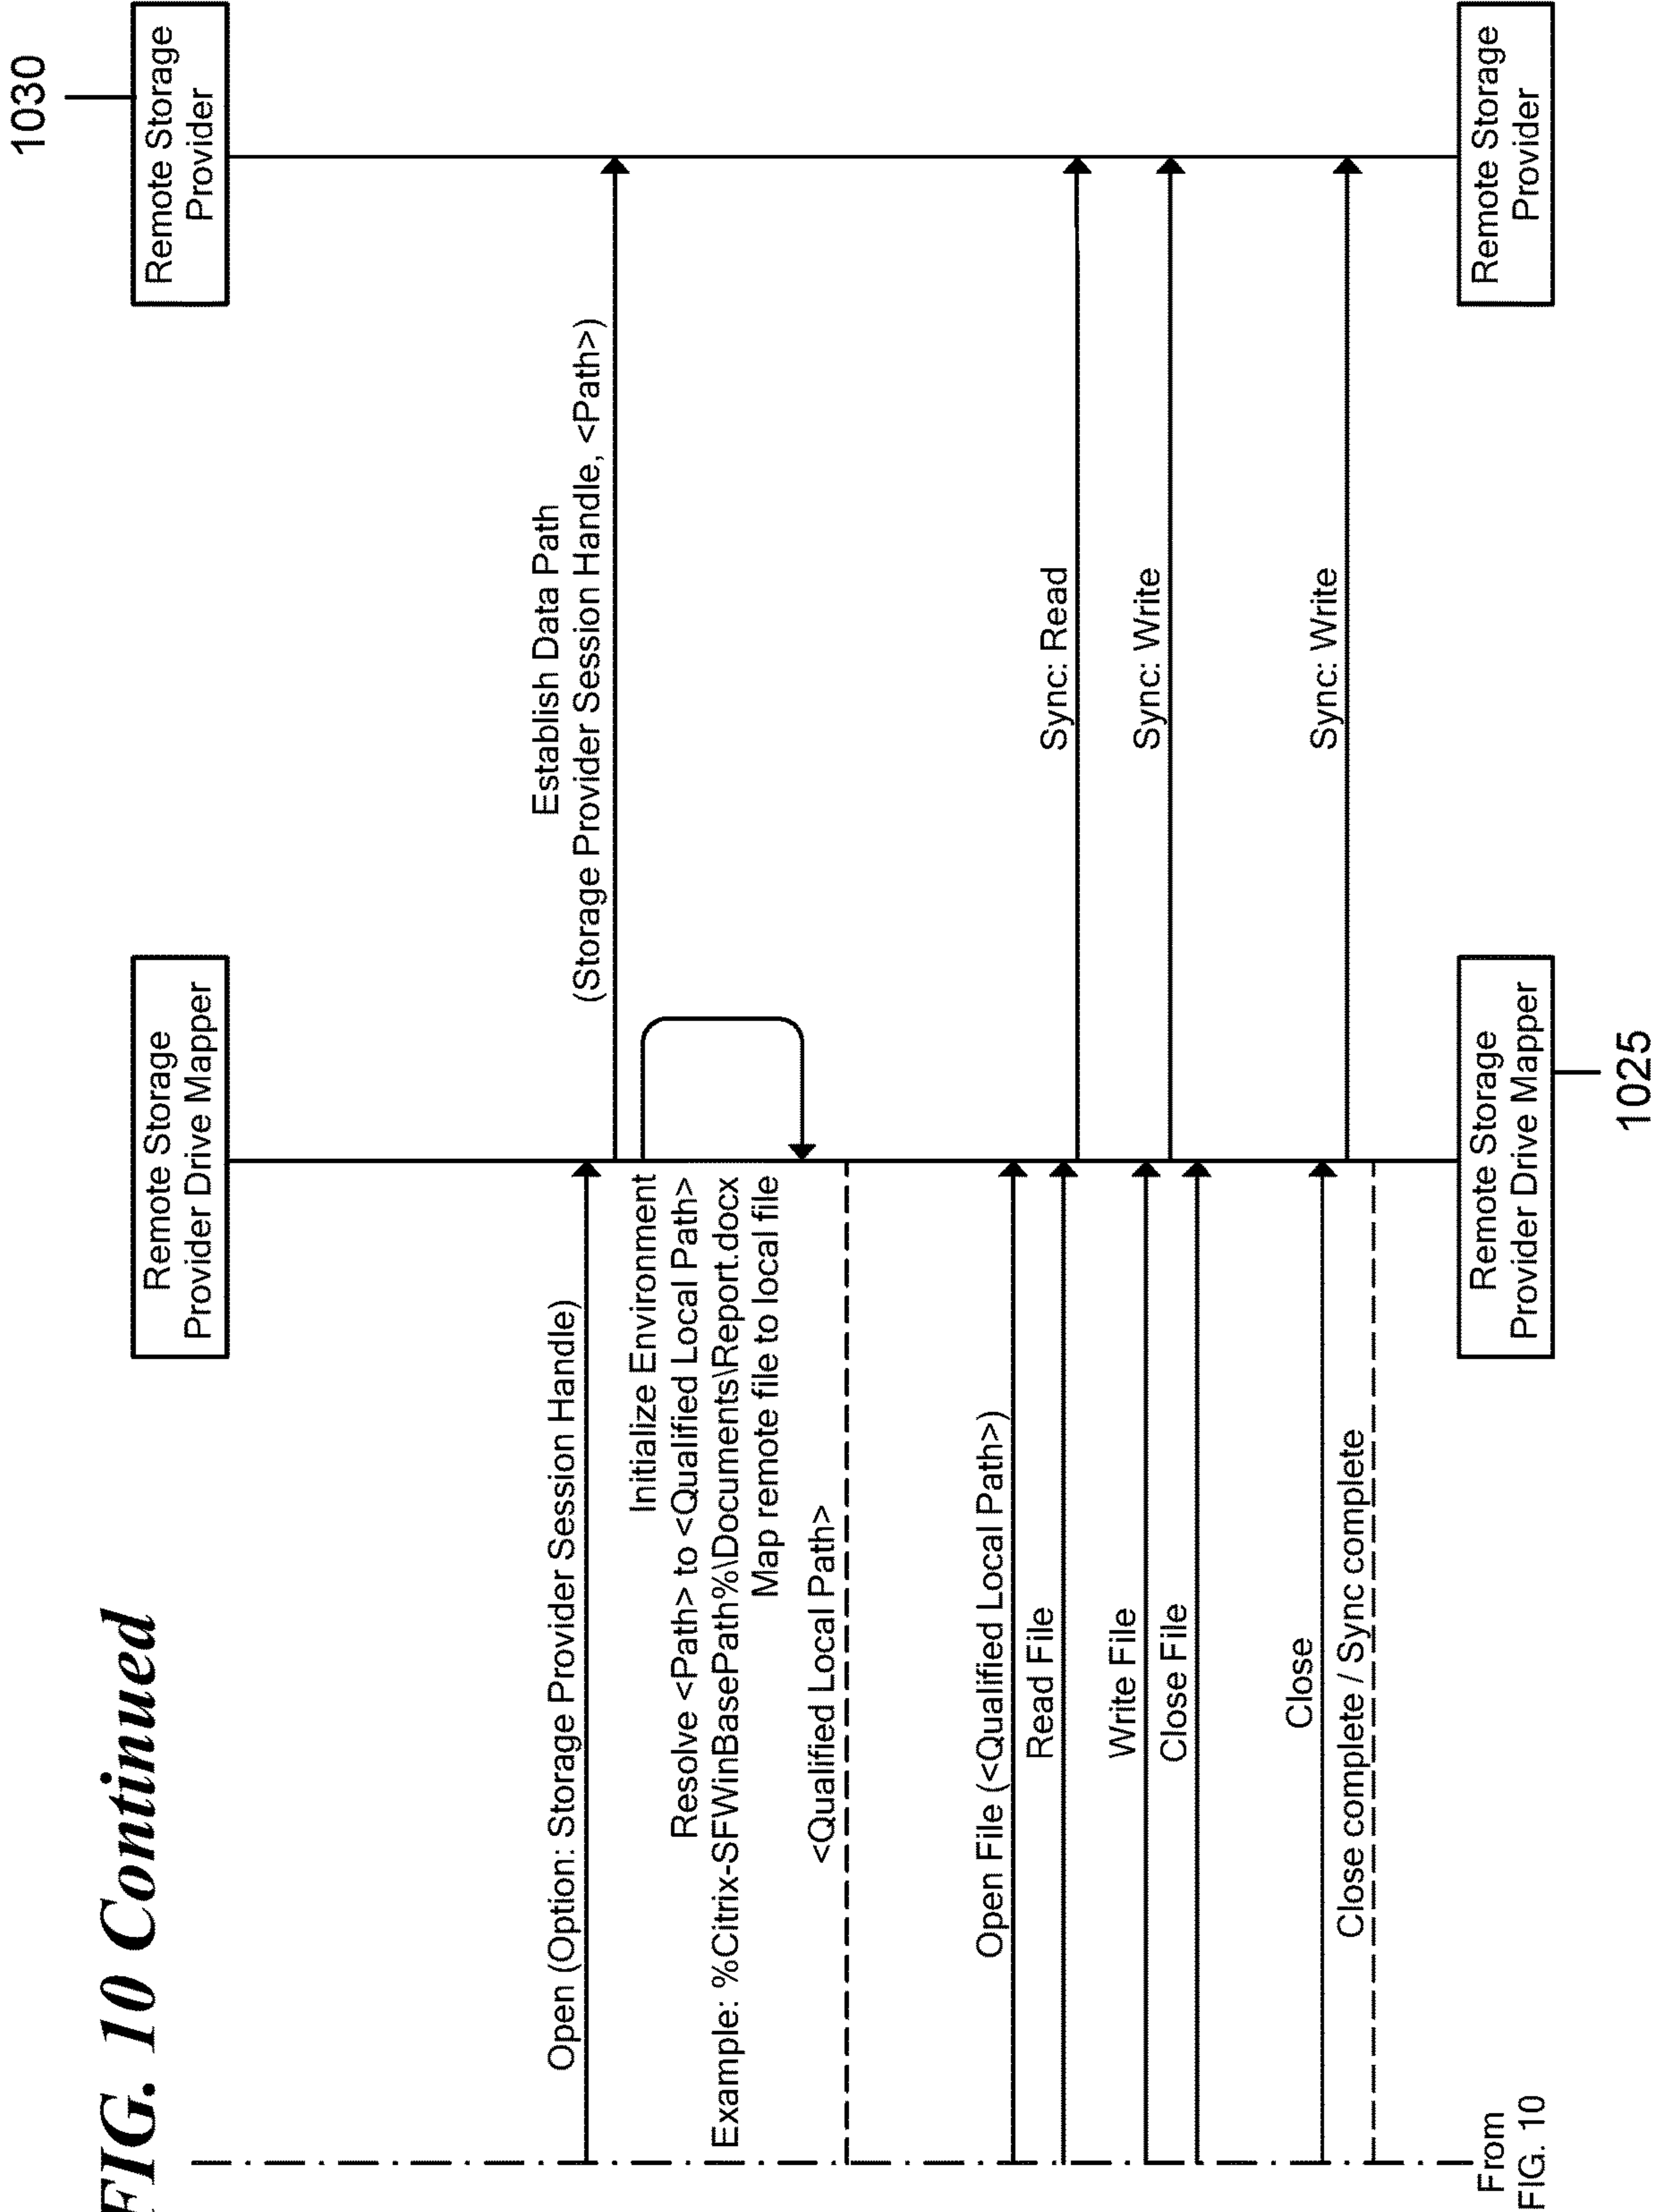 FIG. 10 Continued
1030
Remote Storage
Provider Drive Mapper
Remote Storage
Provider
Open (Option: Storage Provider Session Handle)
Establish Data Path
(Storage Provider Session Handle, <Path>)
Initialize Environment
Resolve <Path> to <Qualified Local Path>
Example: %Citrix-SFWinBasePath%\Documents\Report.docx
Map remote file to local file
<Qualified Local Path>
Open File (<Qualified Local Path>)
Read File
Sync: Read
Write File
Sync: Write
Close File
Close
Sync: Write
Close complete / Sync complete
From
FIG. 10
Remote Storage
Provider Drive Mapper
Remote Storage
Provider
1025